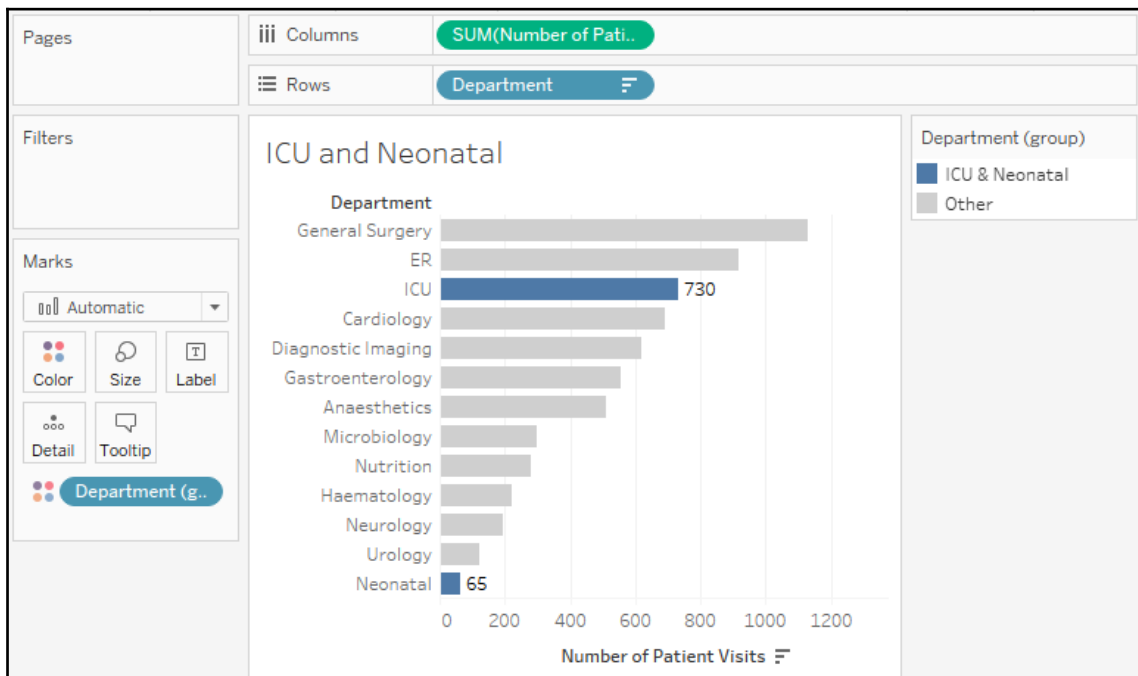 Pages
Columns
SUM(Number of Pati..
Rows
Department
Filters
Marks
Automatic
Color
Size
Label
Detail
Tooltip
Department (g..
ICU and Neonatal
Department
General Surgery
ER
ICU
730
Cardiology
Diagnostic Imaging
Gastroenterology
Anaesthetics
Microbiology
Nutrition
Haematology
Neurology
Urology
Neonatal
65
0 200 400 600 800 1000 1200
Number of Patient Visits
Department (group)
ICU & Neonatal
Other